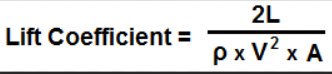 Lift Coefficient = 2L
ρ x V² x A